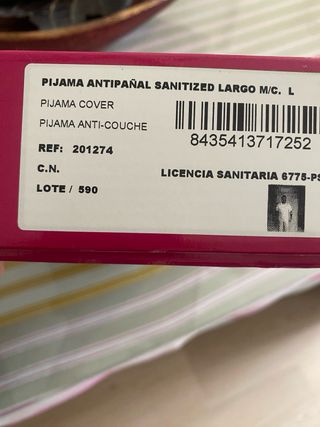 PIJAMA ANTIPAÑAL SANITIZED LARGO M/C. L
PIJAMA COVER
PIJAMA ANTI-COUCHE
8435413717252
REF: 201274
C.N.
LICENCIA SANITARIA 6775-PS
LOTE / 590